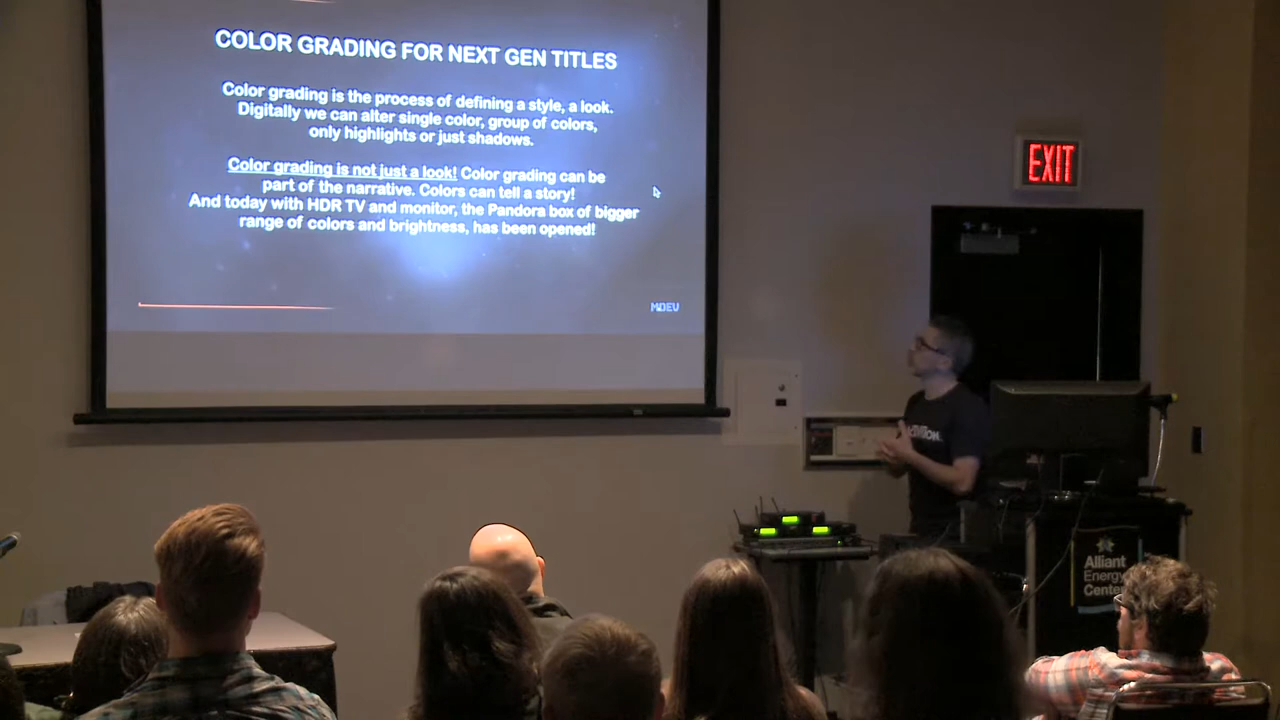 COLOR GRADING FOR NEXT GEN TITLES
Color grading is the process of defining a style, a look.
Digitally we can alter single color, group of colors,
only highlights or just shadows.
Color grading is not just a look! Color grading can be
part of the narrative. Colors can tell a story!
And today with HDR TV and monitor, the Pandora box of bigger
range of colors and brightness, has been opened!
MDEV
EXIT
Alliant
Energy
Center